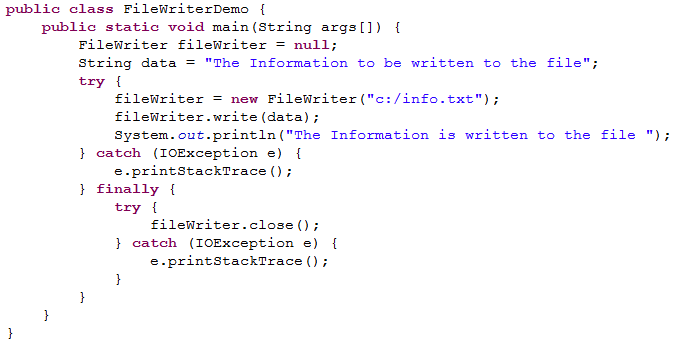 public class FileWriterDemo {
    public static void main(String args[]) {
        FileWriter fileWriter = null;
        String data = "The Information to be written to the file";
        try {
            fileWriter = new FileWriter("c:/info.txt");
            fileWriter.write(data);
            System.out.println("The Information is written to the file ");
        } catch (IOException e) {
            e.printStackTrace();
        } finally {
            try {
                fileWriter.close();
            } catch (IOException e) {
                e.printStackTrace();
            }
        }
    }
}